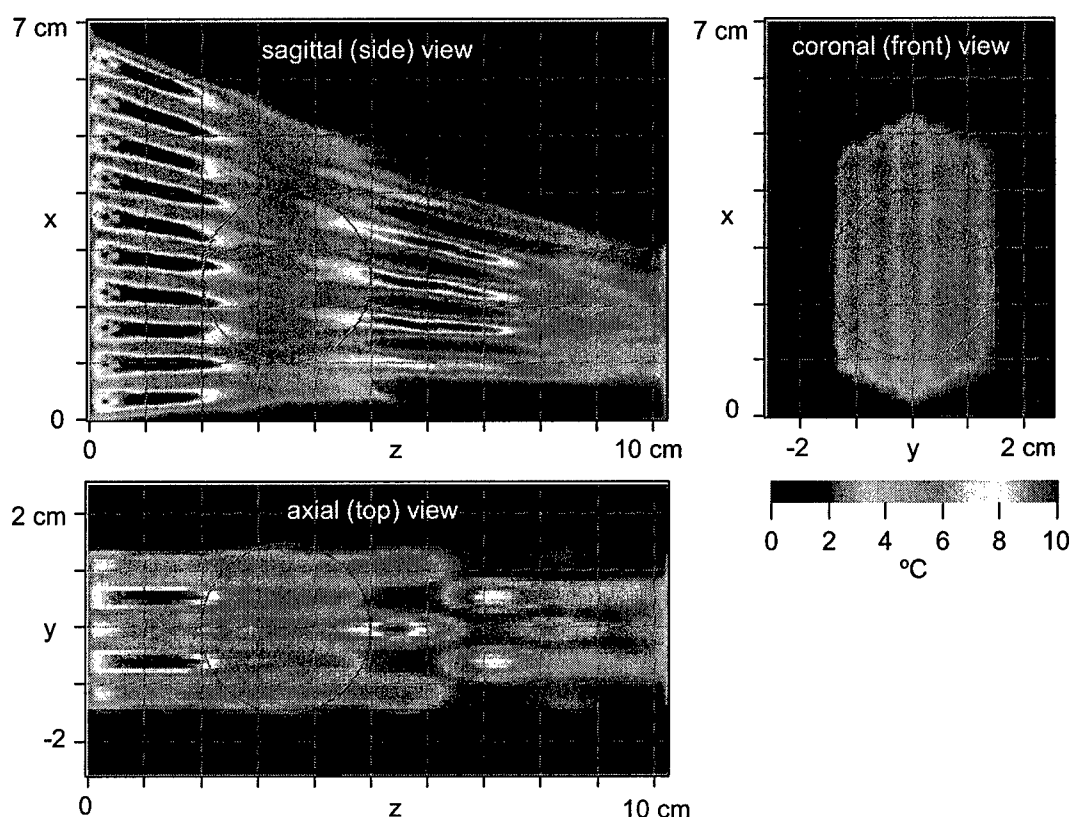 7 cm
sagittal (side) view
x
0
0
z
10 cm
7 cm
coronal (front) view
x
0
-2
y
2 cm
0
2
4
6
8
10
ºC
2 cm
axial (top) view
y
-2
0
z
10 cm